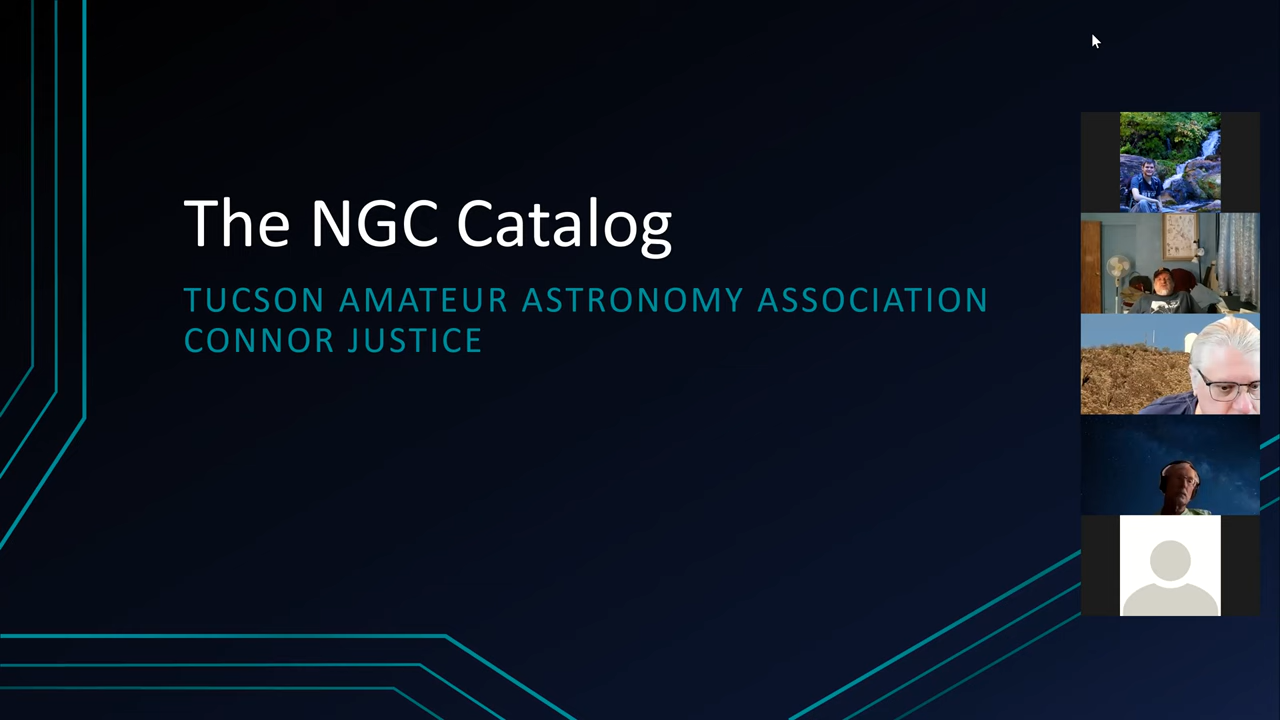 The NGC Catalog
TUCSON AMATEUR ASTRONOMY ASSOCIATION
CONNOR JUSTICE